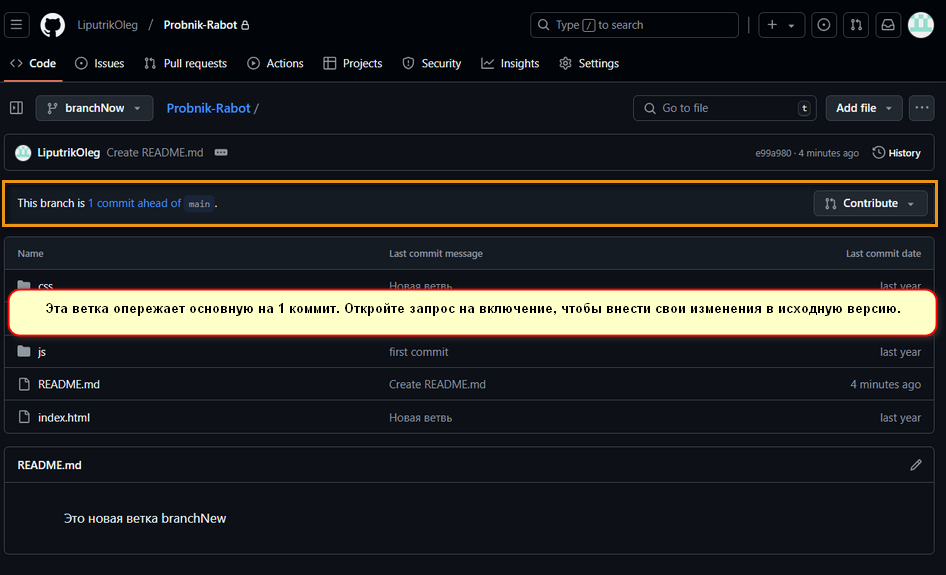 LiputrikOleg / Probnik-Rabot
Type / to search
Code Issues Pull requests Actions Projects Security Insights Settings
branchNow Probnik-Rabot / Go to file t Add file
LiputrikOleg Create README.md e99a980 · 4 minutes ago History
This branch is 1 commit ahead of main . Contribute
Name Last commit message Last commit date
css Новая ветвь last year
Эта ветка опережает основную на 1 коммит. Откройте запрос на включение, чтобы внести свои изменения в исходную версию.
js first commit last year
README.md Create README.md 4 minutes ago
index.html Новая ветвь last year
README.md
Это новая ветка branchNew